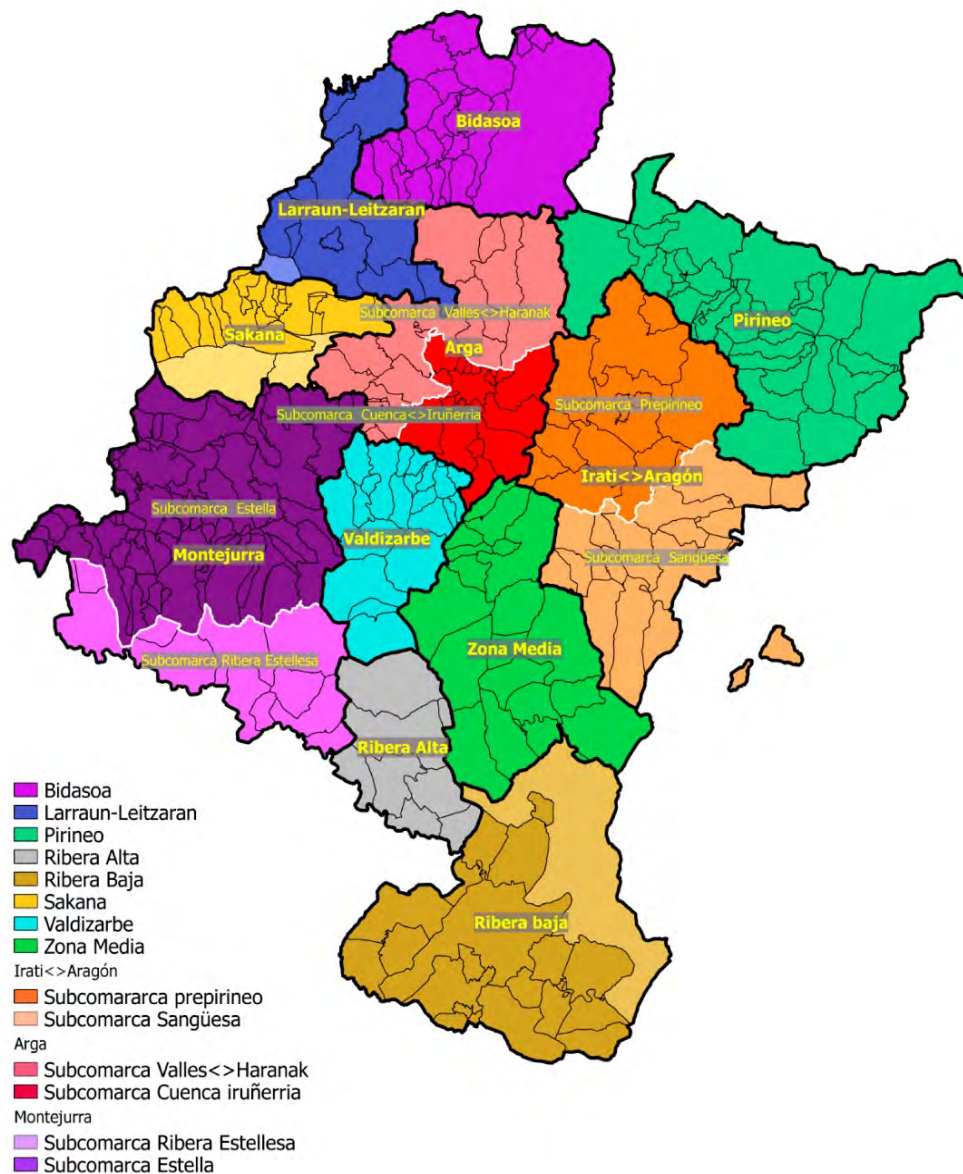 Bidasoa
Larraun-Leitzaran
Subcomarca Valles<>Haranak
Sakana
Arga
Pirineo
Subcomarca Cuenca<>Iruñerria
Subcomarca Prepirineo
Irati<>Aragón
Subcomarca Estella
Valdizarbe
Montejurra
Subcomarca Sangüesa
Zona Media
Subcomarca Ribera Estellesa
Ribera Alta
Ribera baja
Bidasoa
Larraun-Leitzaran
Pirineo
Ribera Alta
Ribera Baja
Sakana
Valdizarbe
Zona Media
Irati<>Aragón
Subcomararca prepirineo
Subcomarca Sangüesa
Arga
Subcomarca Valles<>Haranak
Subcomarca Cuenca iruñerria
Montejurra
Subcomarca Ribera Estellesa
Subcomarca Estella